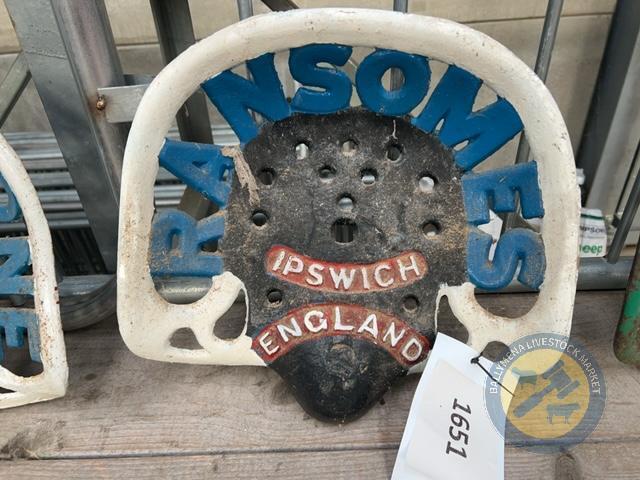 RANSOMES
IPSWICH
ENGLAND
1651
BALLYMENA LIVESTOCK MARKET